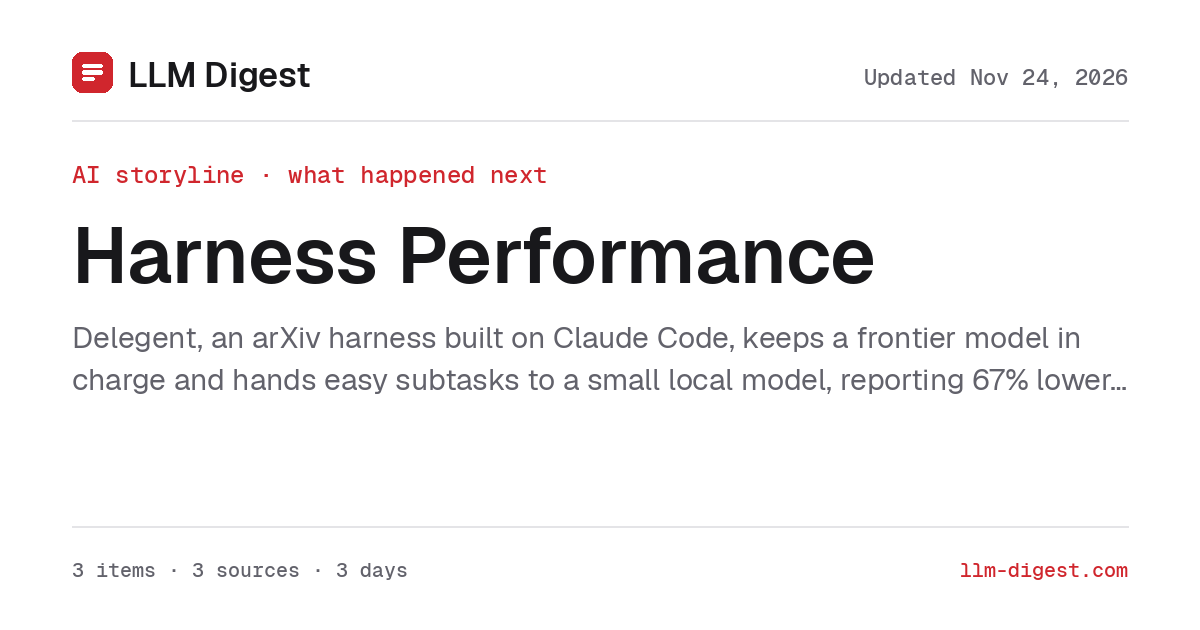 LLM Digest
Updated Nov 24, 2026
AI storyline · what happened next
Harness Performance
Delegent, an arXiv harness built on Claude Code, keeps a frontier model in
charge and hands easy subtasks to a small local model, reporting 67% lower…
3 items · 3 sources · 3 days
llm-digest.com